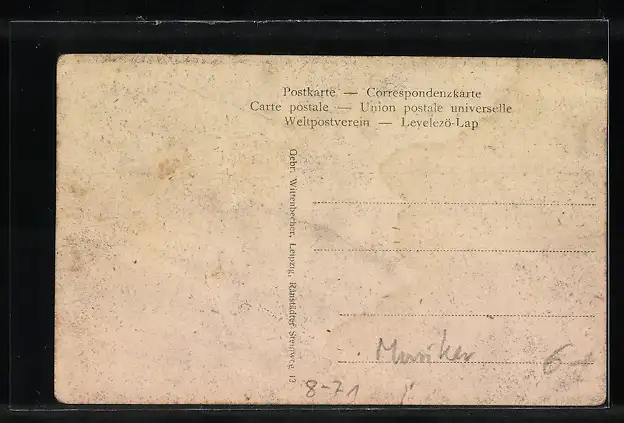 Postkarte — Correspondenzkarte
Carte postale — Union postale universelle
Weltpostverein — Levelező-Lap
Gebr. Wittenbecher, Leipzig, Ranstädter Steinweg 13
Musiker
6-
8-71